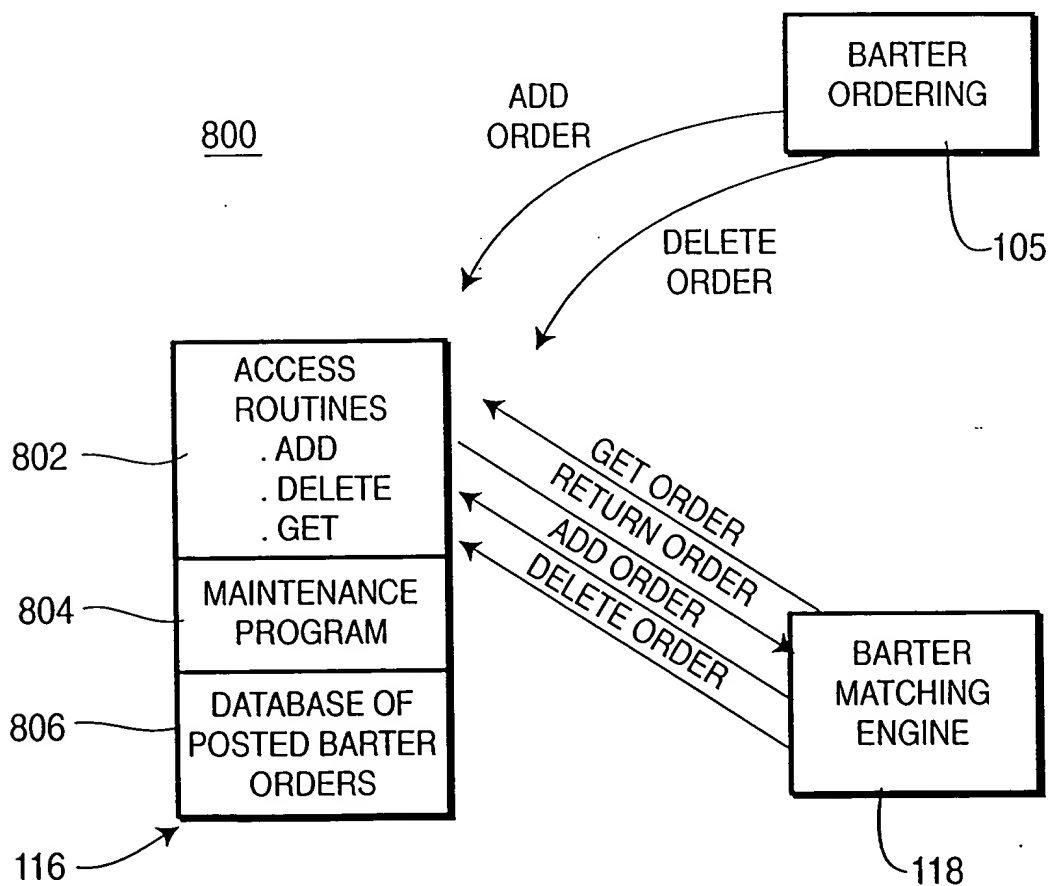 800
ADD
ORDER
BARTER
ORDERING
105
DELETE
ORDER
ACCESS
ROUTINES
. ADD
. DELETE
. GET
802
GET ORDER
RETURN ORDER
ADD ORDER
DELETE ORDER
804
MAINTENANCE
PROGRAM
806
DATABASE OF
POSTED BARTER
ORDERS
BARTER
MATCHING
ENGINE
116
118